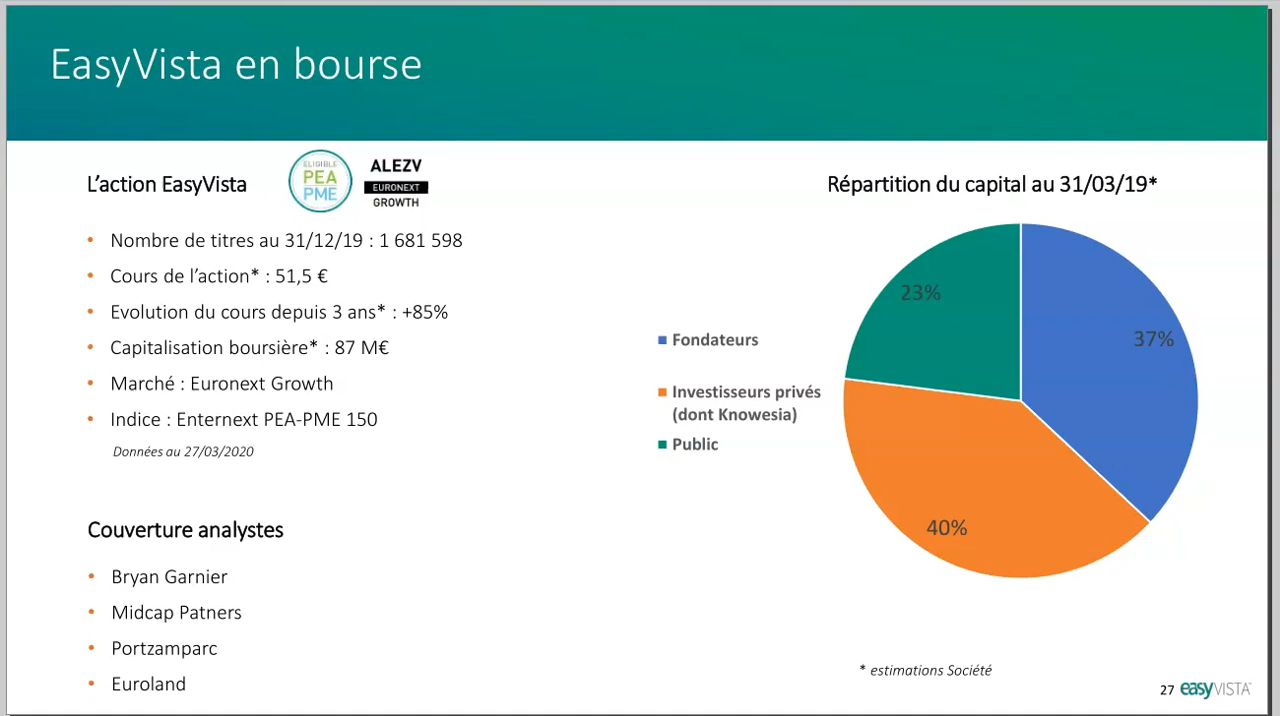 EasyVista en bourse
L'action EasyVista
ELIGIBLE
PEA
PME
ALEZV
EURONEXT
GROWTH
• Nombre de titres au 31/12/19 : 1 681 598
• Cours de l'action* : 51,5 €
• Evolution du cours depuis 3 ans* : +85%
• Capitalisation boursière* : 87 M€
• Marché : Euronext Growth
• Indice : Enternext PEA-PME 150
Données au 27/03/2020
Couverture analystes
• Bryan Garnier
• Midcap Patners
• Portzamparc
• Euroland
Répartition du capital au 31/03/19*
Fondateurs
Investisseurs privés
(dont Knowesia)
Public
23%
37%
40%
* estimations Société
27 easyVISTA